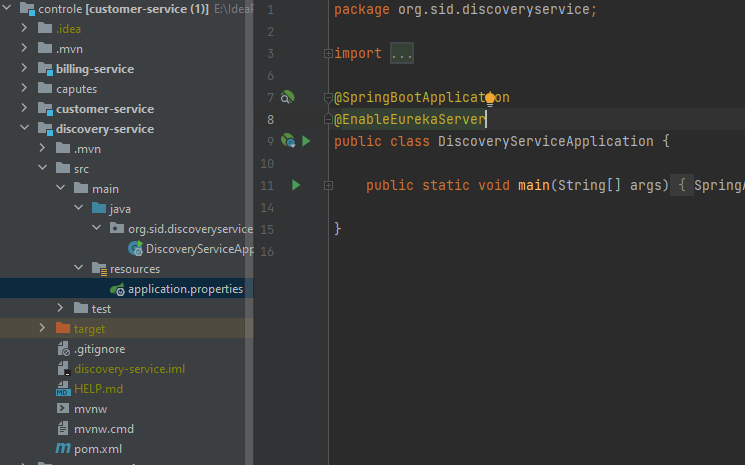 controle [customer-service (1)] E:\IdeaP
.idea
.mvn
billing-service
caputes
customer-service
discovery-service
.mvn
src
main
java
org.sid.discoveryservice
DiscoveryServiceApp
resources
application.properties
test
target
.gitignore
discovery-service.iml
MD HELP.md
mvnw
mvnw.cmd
pom.xml
1 package org.sid.discoveryservice;
2
3 import ...
6
7 @SpringBootApplication
8 @EnableEurekaServer
9 public class DiscoveryServiceApplication {
10
11 public static void main(String[] args) { SpringA
14
15 }
16